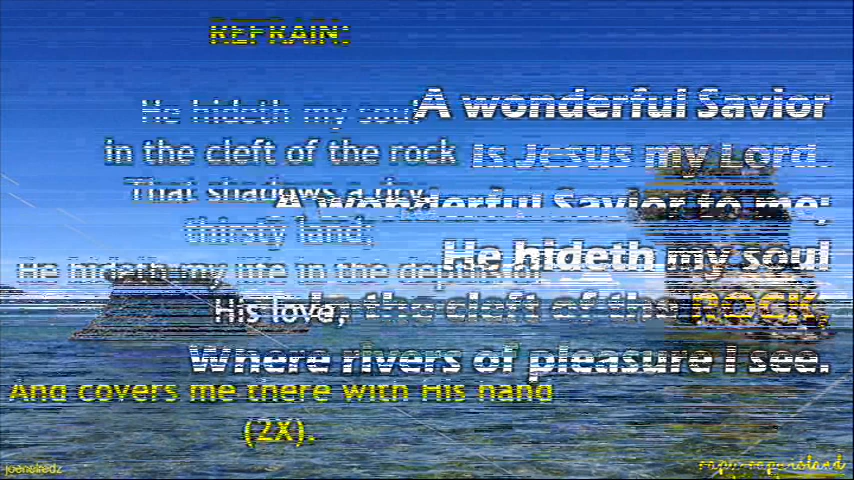 REFRAIN:
He hideth my soul
in the cleft of the rock
That shadows a dry,
thirsty land;
He hideth my life in the depths of
His love,
And covers me there with His hand
(2X).
A wonderful Savior
Is Jesus my Lord.
A wonderful Savior to me;
He hideth my soul
In the cleft of the ROCK,
Where rivers of pleasure I see.